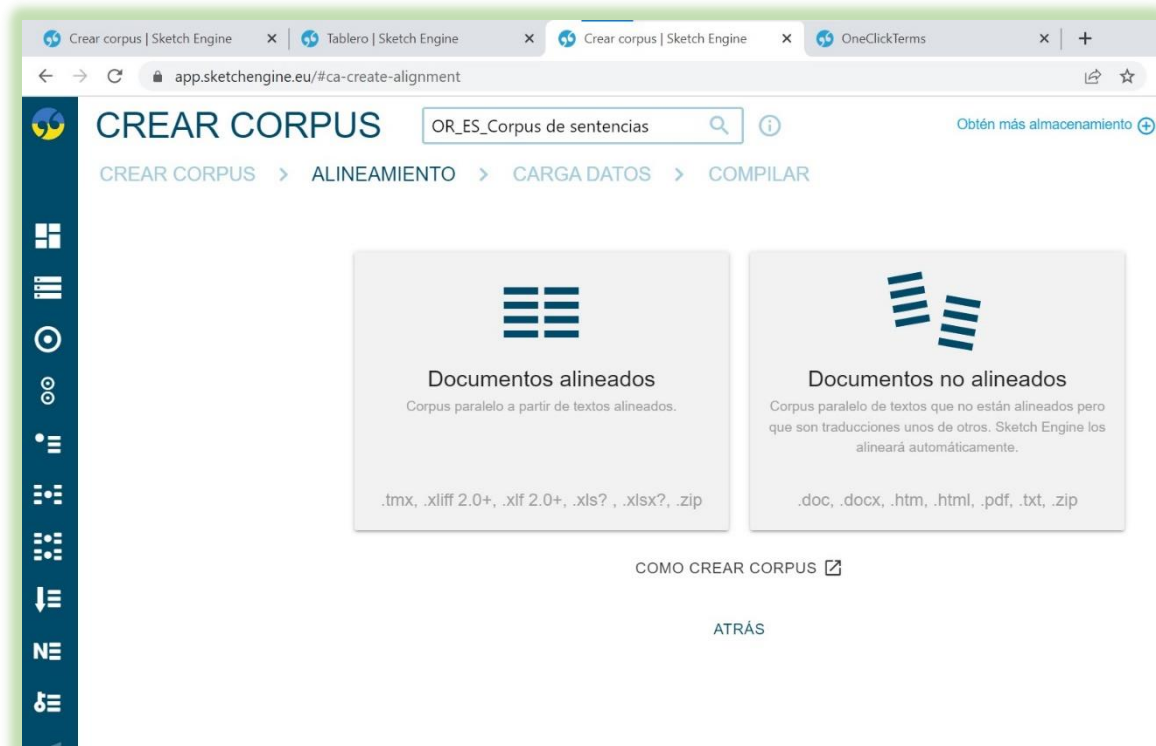 Crear corpus | Sketch Engine
Tablero | Sketch Engine
Crear corpus | Sketch Engine
OneClickTerms
app.sketchengine.eu/#ca-create-alignment
CREAR CORPUS
OR_ES_Corpus de sentencias
Obtén más almacenamiento
CREAR CORPUS > ALINEAMIENTO > CARGA DATOS > COMPILAR
Documentos alineados
Corpus paralelo a partir de textos alineados.
.tmx, .xliff 2.0+, .xlf 2.0+, .xls? , .xlsx?, .zip
Documentos no alineados
Corpus paralelo de textos que no están alineados pero
que son traducciones unos de otros. Sketch Engine los
alineará automáticamente.
.doc, .docx, .htm, .html, .pdf, .txt, .zip
COMO CREAR CORPUS
ATRÁS
N